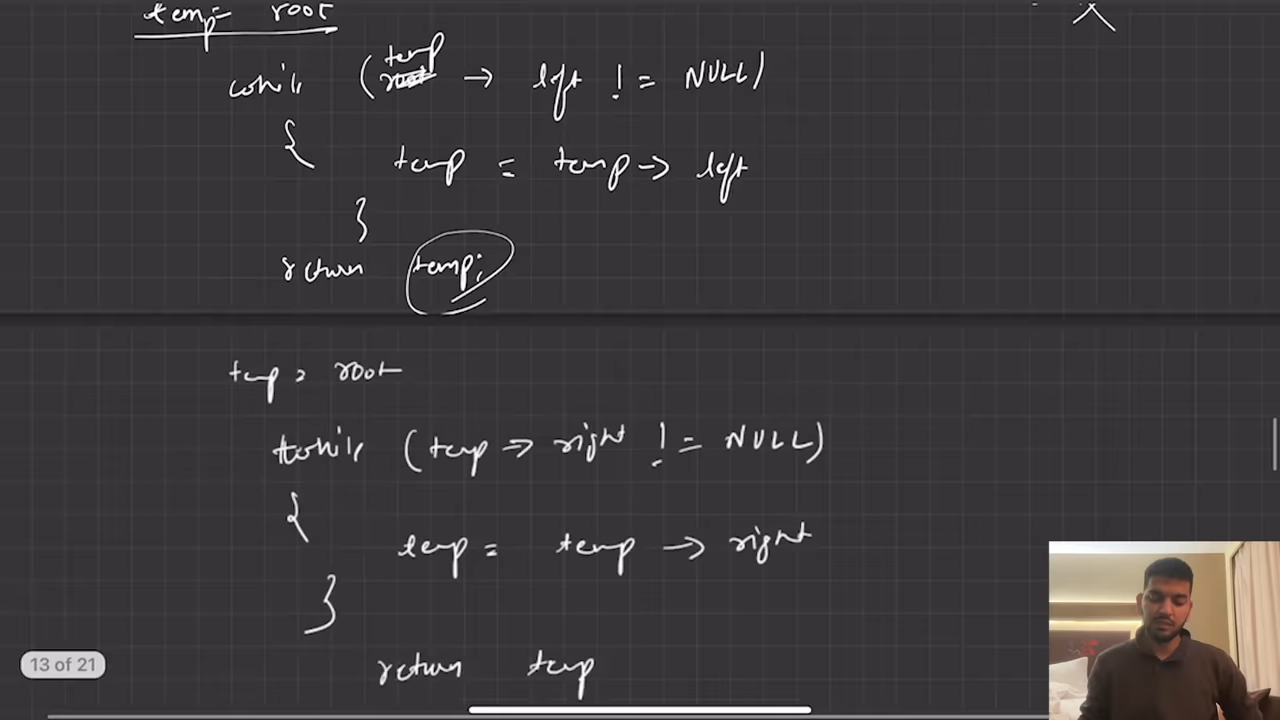 temp = root
while (temp → left != NULL)
{ temp = temp → left
}
return temp;
temp = root
while (temp → right != NULL)
{
temp = temp → right
}
return temp
13 of 21